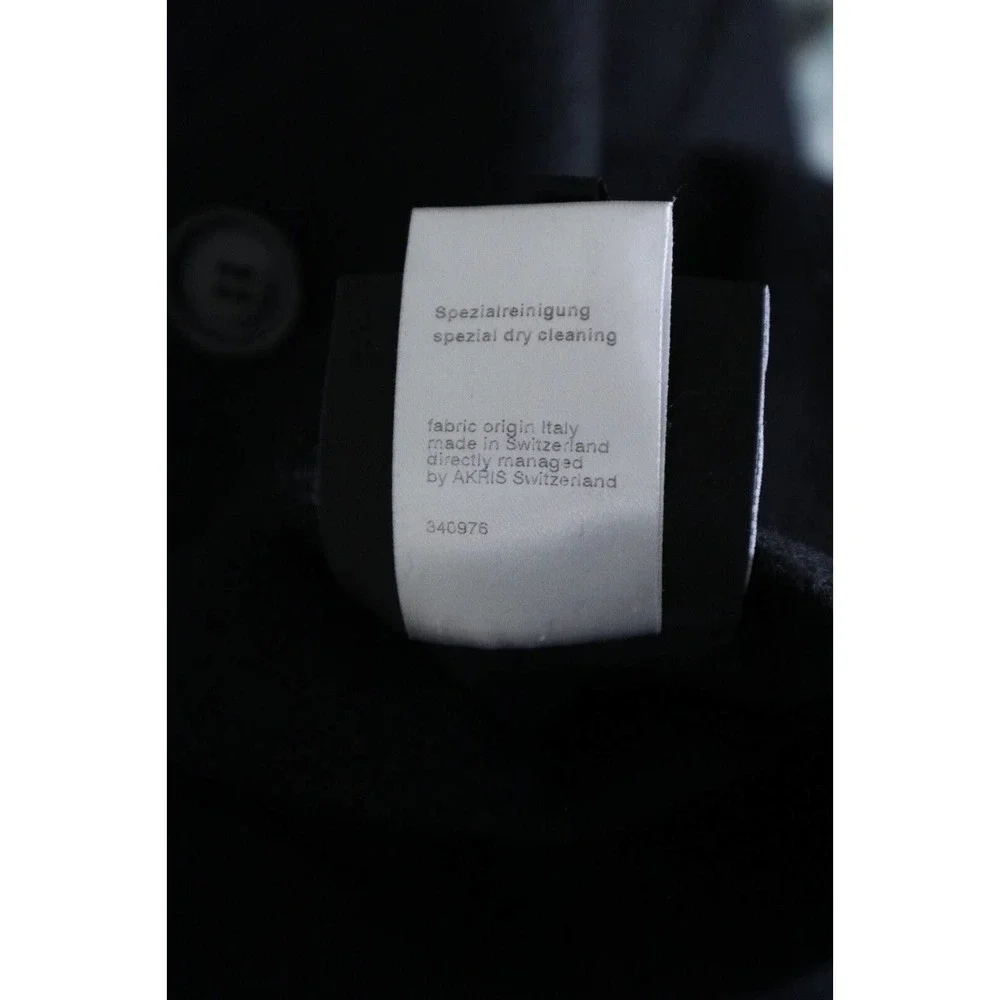 Spezialreinigung
spezial dry cleaning
fabric origin Italy
made in Switzerland
directly managed
by AKRIS Switzerland
340976